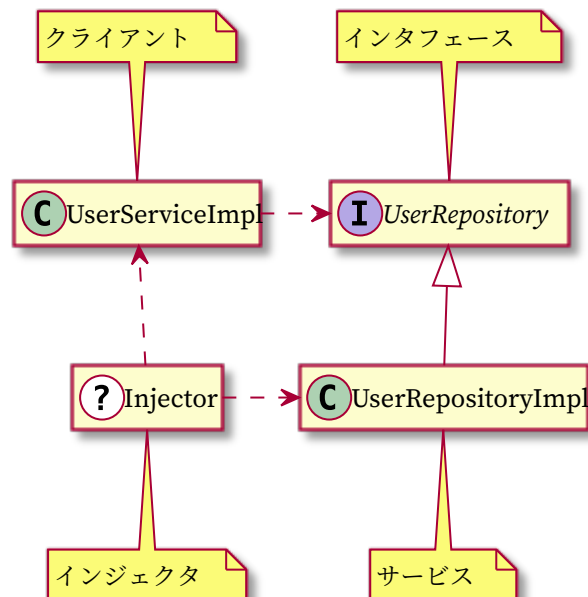 クライアント
インタフェース
C UserServiceImpl
I UserRepository
? Injector
C UserRepositoryImpl
インジェクタ
サービス